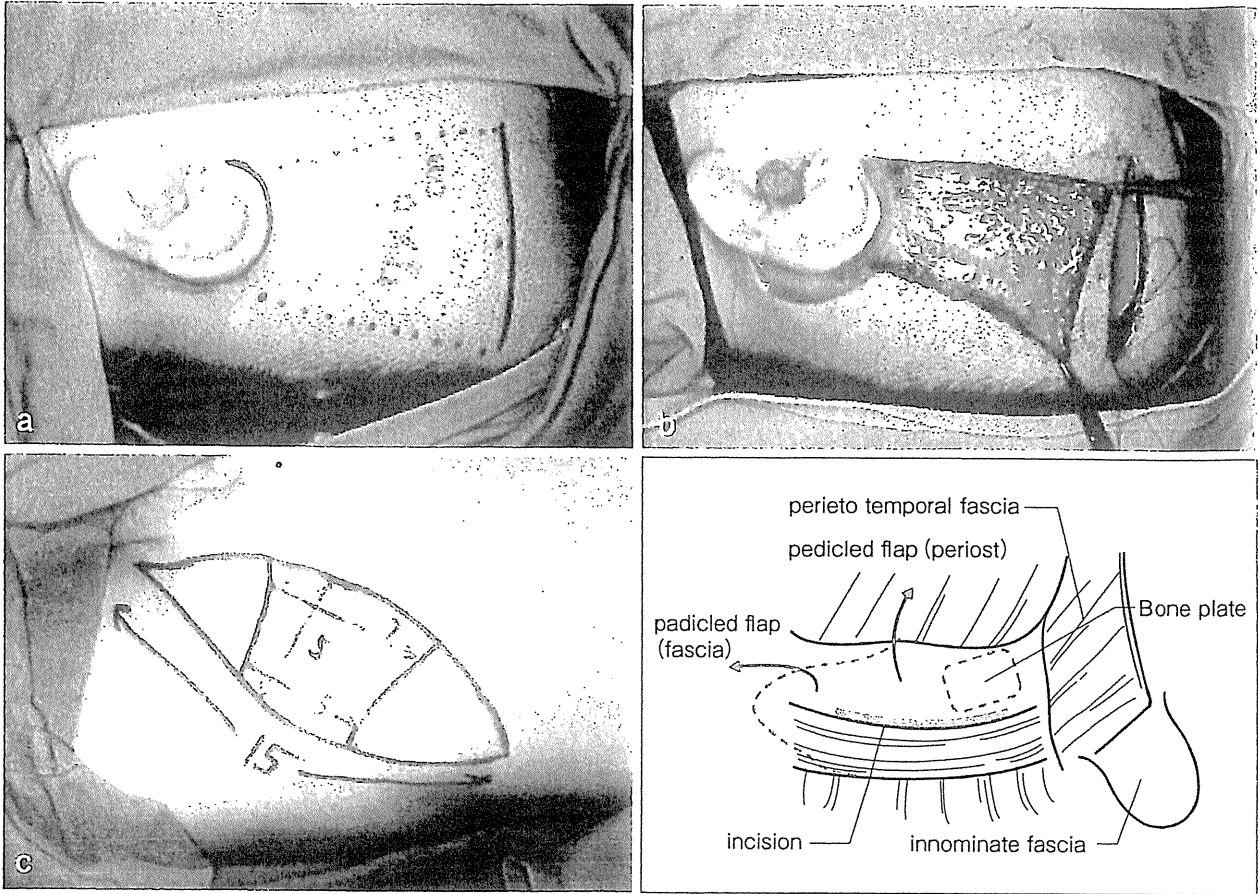 a
b
c
15
perieto temporal fascia
pedicled flap (periost)
padicled flap
(fascia)
Bone plate
incision
innominate fascia